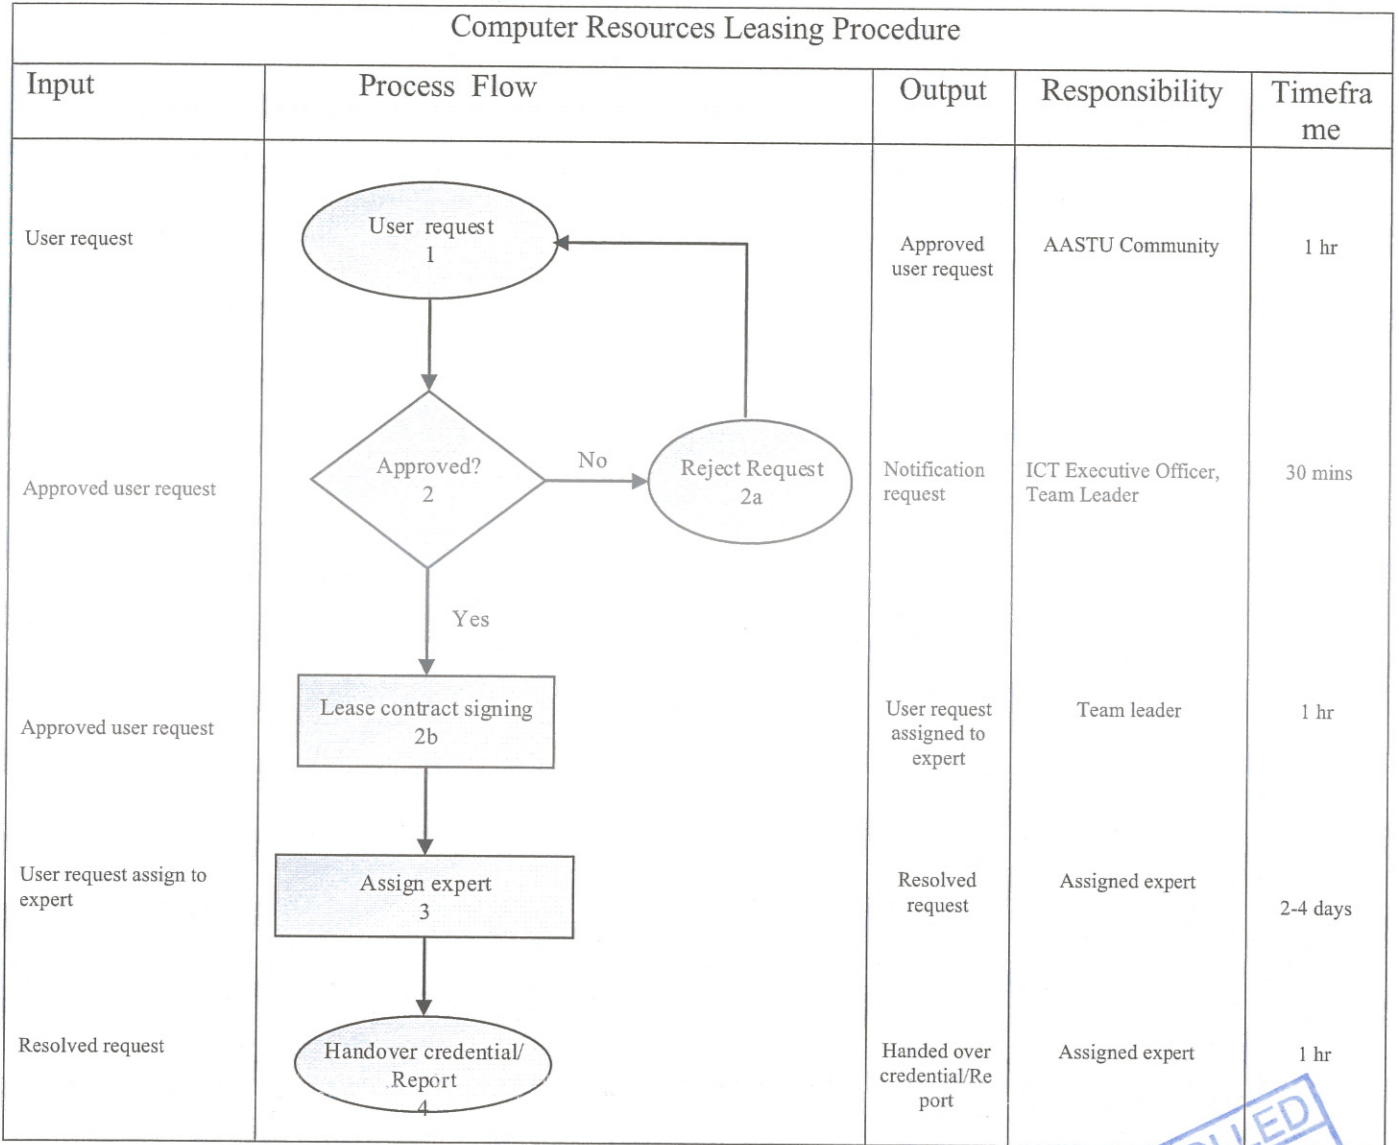 Computer Resources Leasing Procedure
Input
Process Flow
Output
Responsibility
Timefra
me
User request
User request
1
Approved
user request
AASTU Community
1 hr
Approved user request
Approved?
2
No
Reject Request
2a
Notification
request
ICT Executive Officer,
Team Leader
30 mins
Yes
Approved user request
Lease contract signing
2b
User request
assigned to
expert
Team leader
1 hr
User request assign to
expert
Assign expert
3
Resolved
request
Assigned expert
2-4 days
Resolved request
Handover credential/
Report
4
Handed over
credential/Re
port
Assigned expert
1 hr